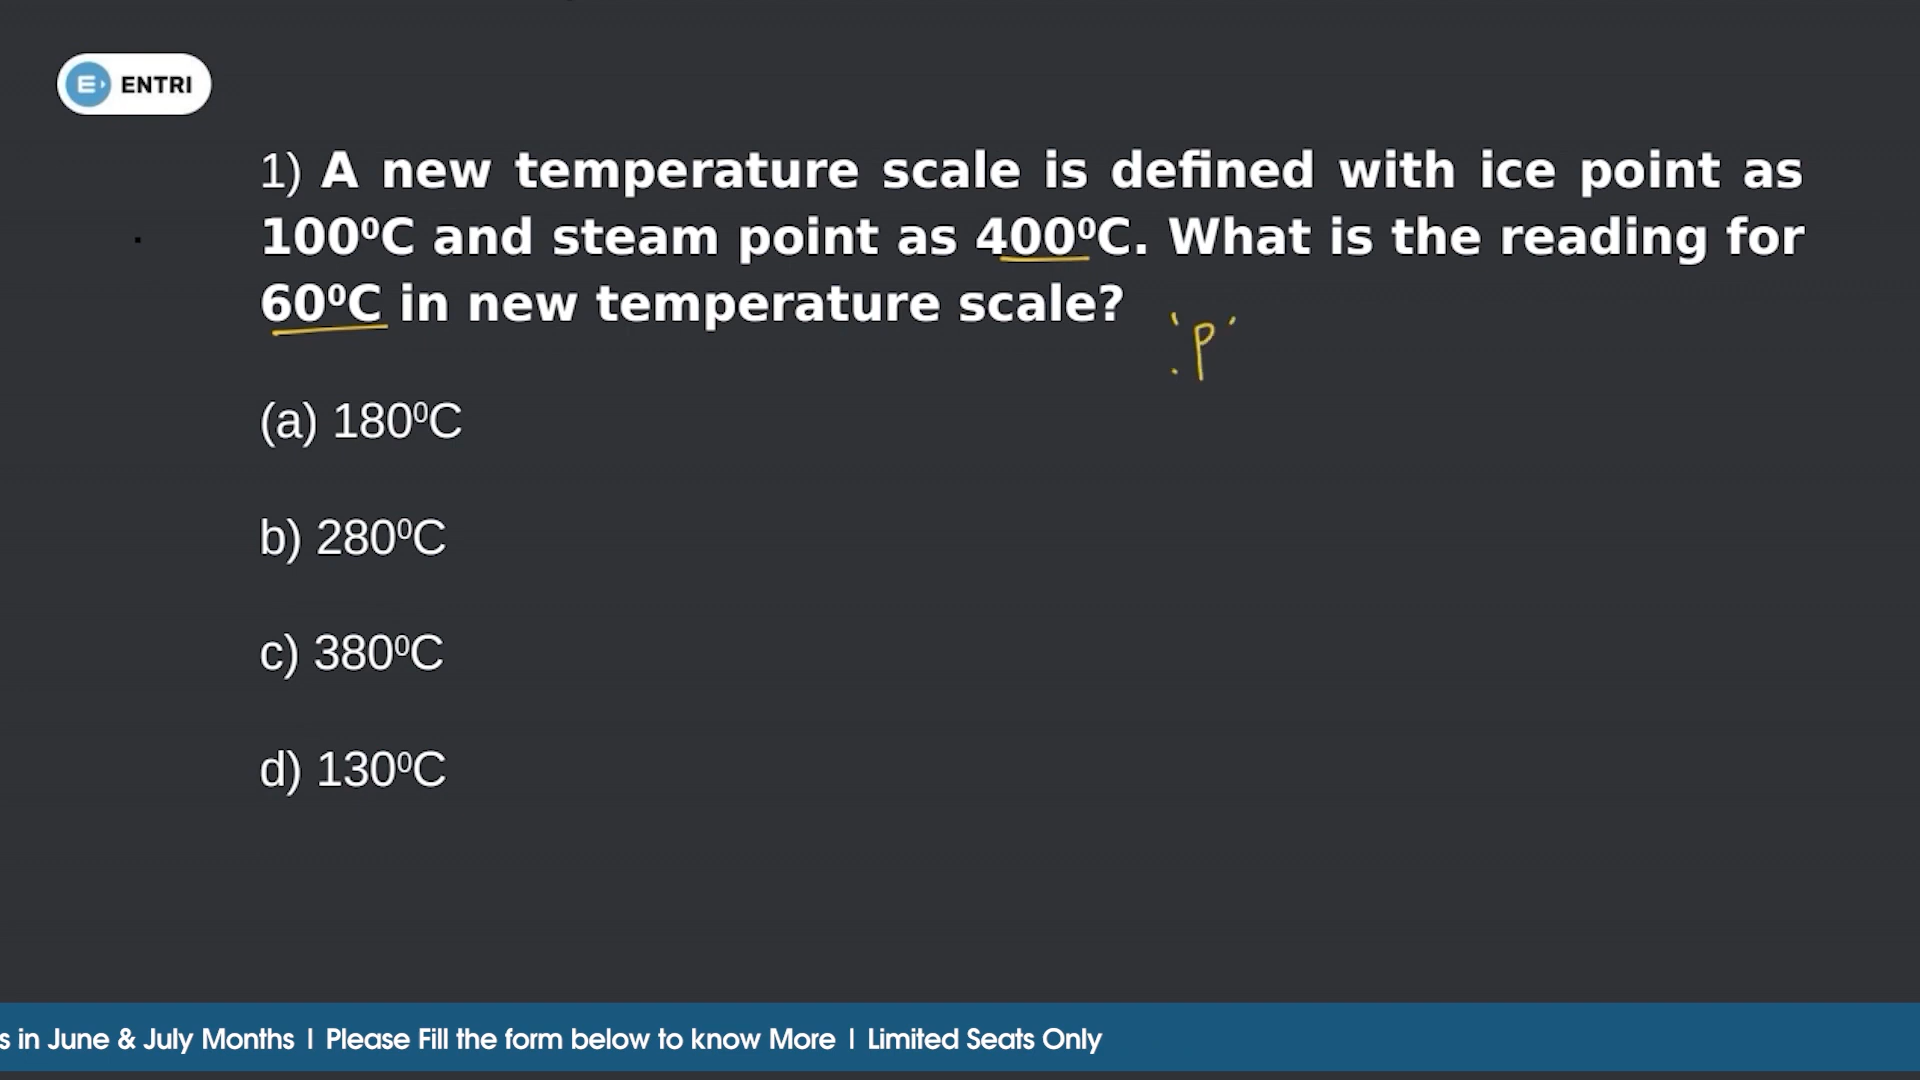 ENTRI
1) A new temperature scale is defined with ice point as
100⁰C and steam point as 400⁰C. What is the reading for
60⁰C in new temperature scale?
'P'
(a) 180⁰C
b) 280⁰C
c) 380⁰C
d) 130⁰C
s in June & July Months | Please Fill the form below to know More | Limited Seats Only